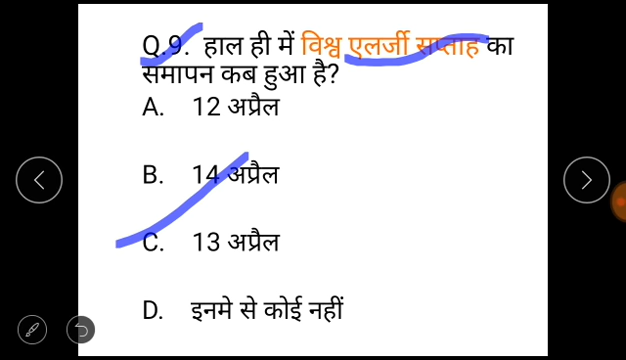 Q.9. हाल ही में विश्व एलर्जी सप्ताह का
समापन कब हुआ है?
A. 12 अप्रैल
B. 14 अप्रैल
C. 13 अप्रैल
D. इनमे से कोई नहीं